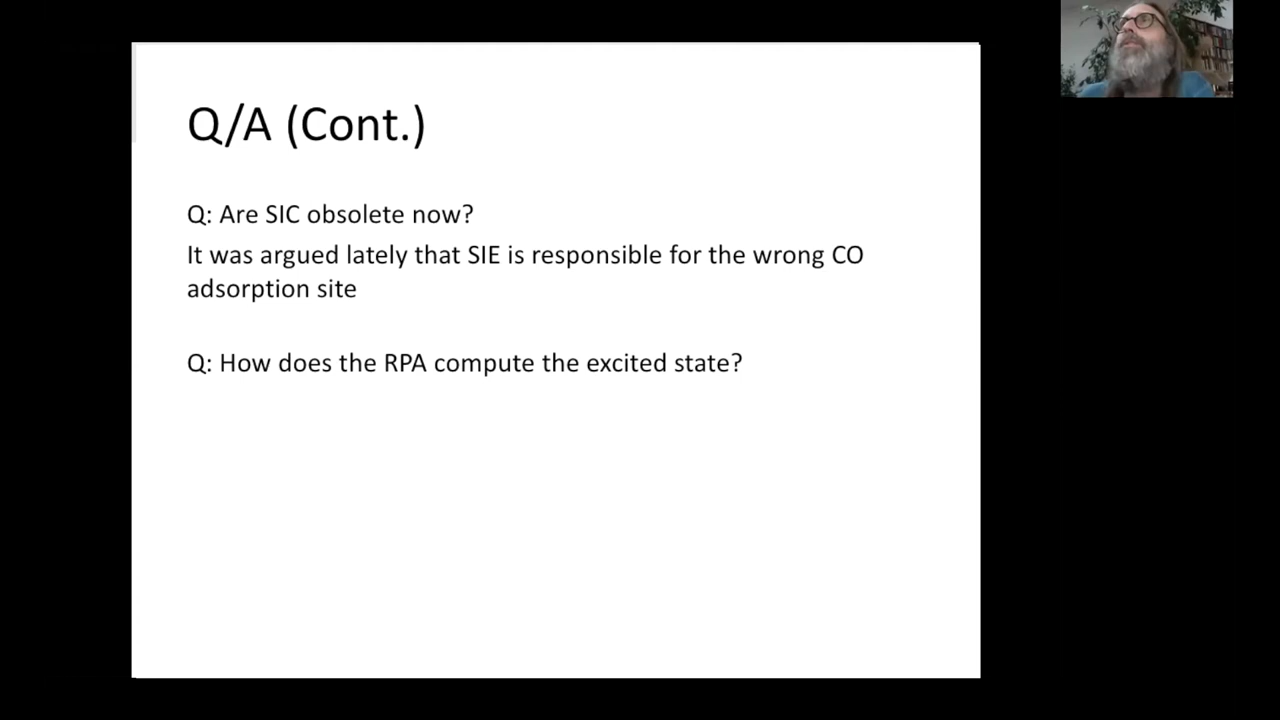 Q/A (Cont.)
Q: Are SIC obsolete now?
It was argued lately that SIE is responsible for the wrong CO
adsorption site
Q: How does the RPA compute the excited state?